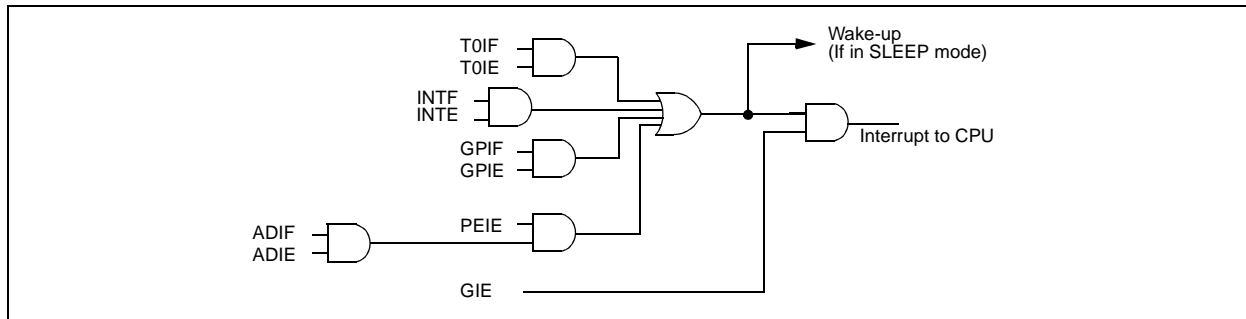 Wake-up
(If in SLEEP mode)
T0IF
T0IE
INTF
INTE
GPIF
GPIE
Interrupt to CPU
PEIE
ADIF
ADIE
GIE